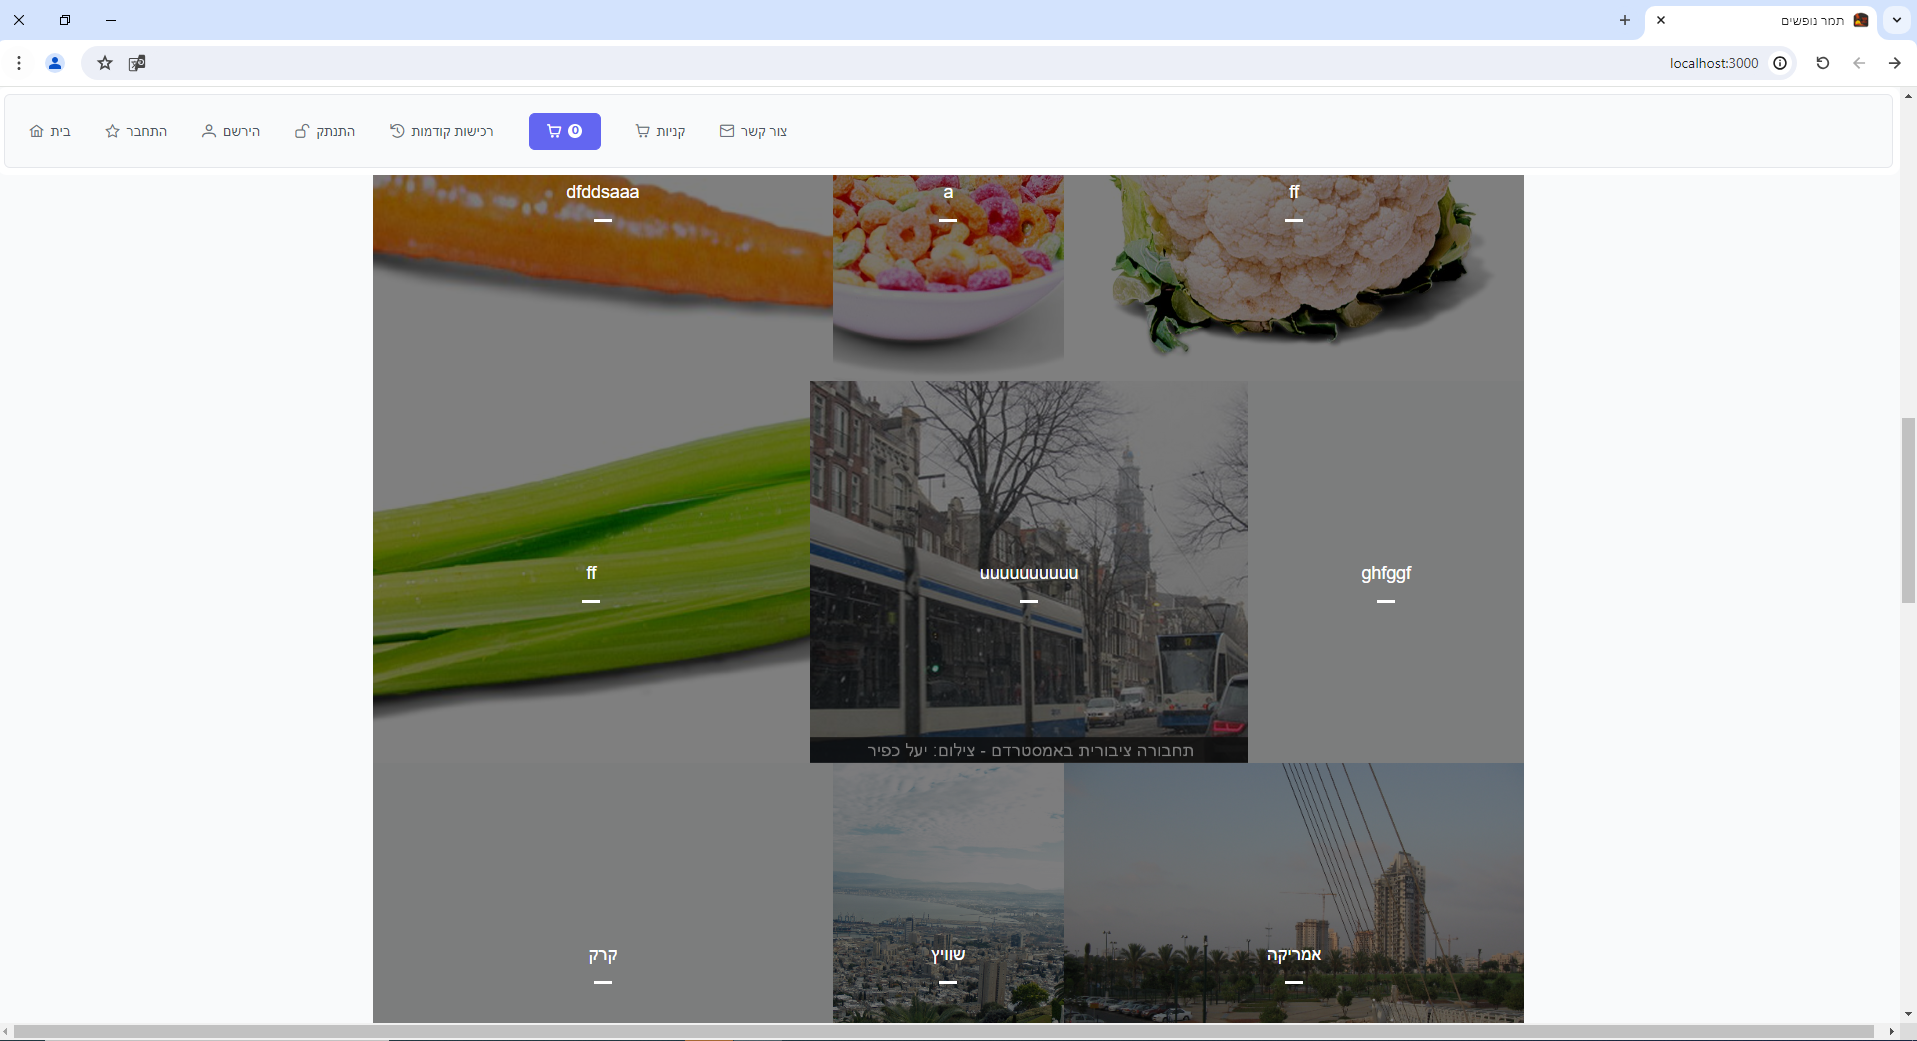 תמר נופשים
localhost:3000
בית
התחבר
הירשם
התנתק
רכישות קודמות
0
קניות
צור קשר
dfddsaaa
a
ff
ff
uuuuuuuuuu
ghfggf
תחבורה ציבורית באמסטרדם - צילום: יעל כפיר
קרק
שוויץ
אמריקה